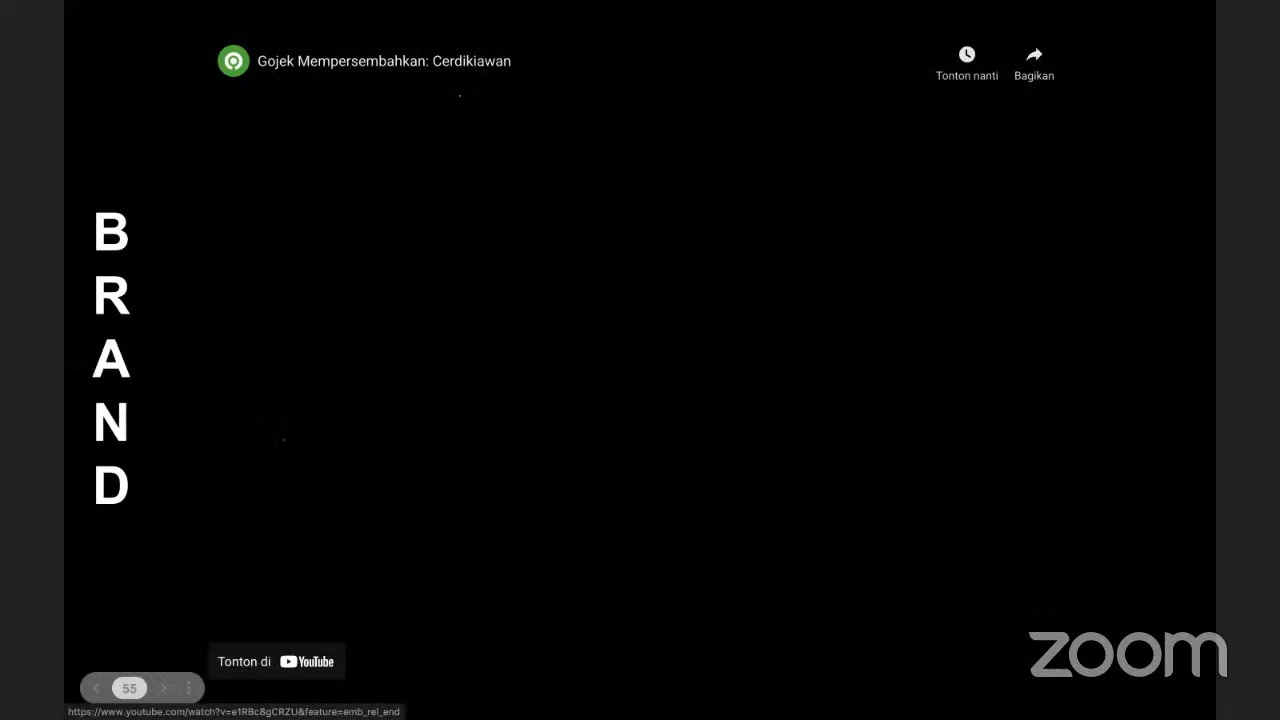 Gojek Mempersembahkan: Cerdikiawan
Tonton nanti
Bagikan
B
R
A
N
D
Tonton di YouTube
zoom
55
https://www.youtube.com/watch?v=e1RBc8gCRZU&feature=emb_rel_end